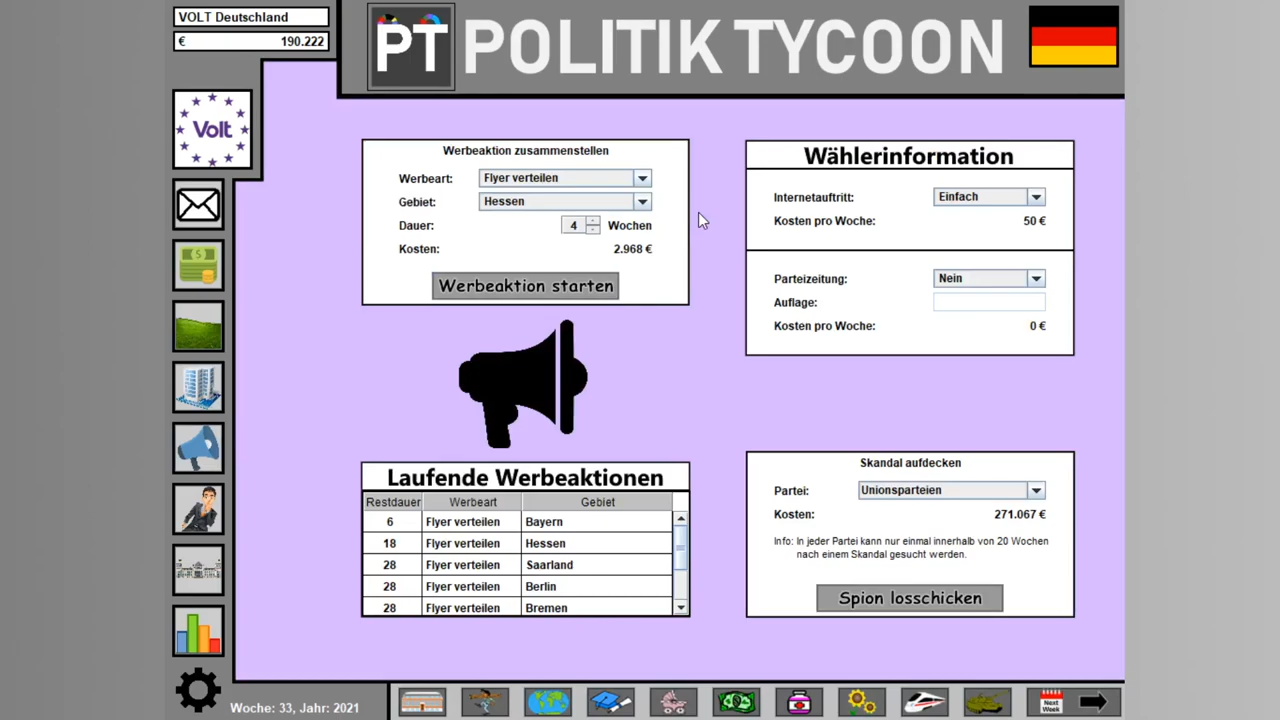 VOLT Deutschland
€ 190.222
PT POLITIK TYCOON
Volt
Werbeaktion zusammenstellen
Werbeart: Flyer verteilen
Gebiet: Hessen
Dauer: 4 Wochen
Kosten: 2.968 €
Werbeaktion starten
Wählerinformation
Internetauftritt: Einfach
Kosten pro Woche: 50 €
Parteizeitung: Nein
Auflage:
Kosten pro Woche: 0 €
Laufende Werbeaktionen
Restdauer Werbeart Gebiet
6 Flyer verteilen Bayern
18 Flyer verteilen Hessen
28 Flyer verteilen Saarland
28 Flyer verteilen Berlin
28 Flyer verteilen Bremen
Skandal aufdecken
Partei: Unionsparteien
Kosten: 271.067 €
Info: In jeder Partei kann nur einmal innerhalb von 20 Wochen
nach einem Skandal gesucht werden.
Spion losschicken
Woche: 33, Jahr: 2021
Next
Week